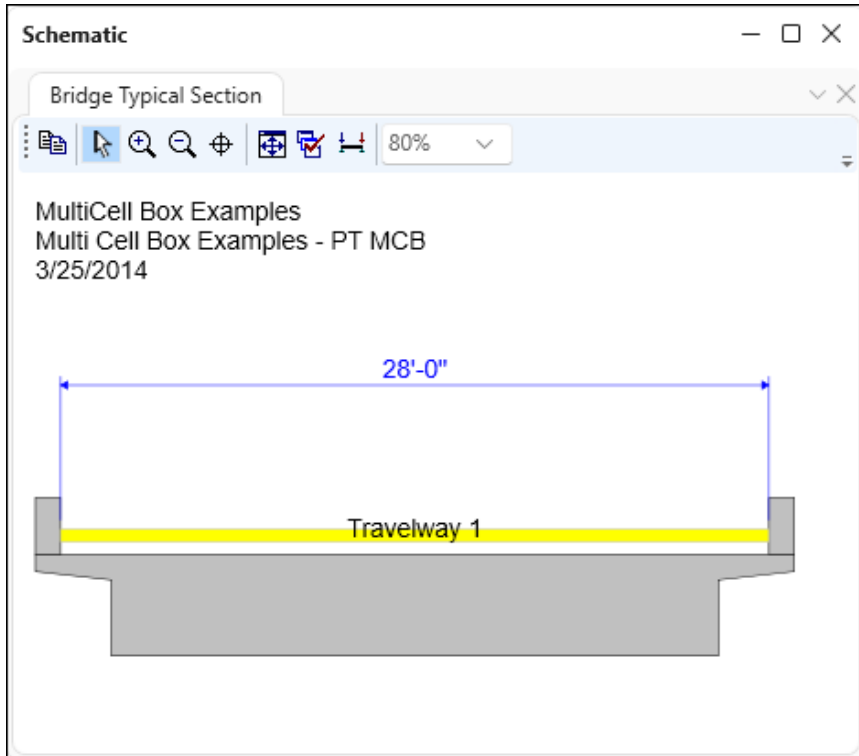 Schematic
Bridge Typical Section
80%
MultiCell Box Examples
Multi Cell Box Examples - PT MCB
3/25/2014
28'-0"
Travelway 1